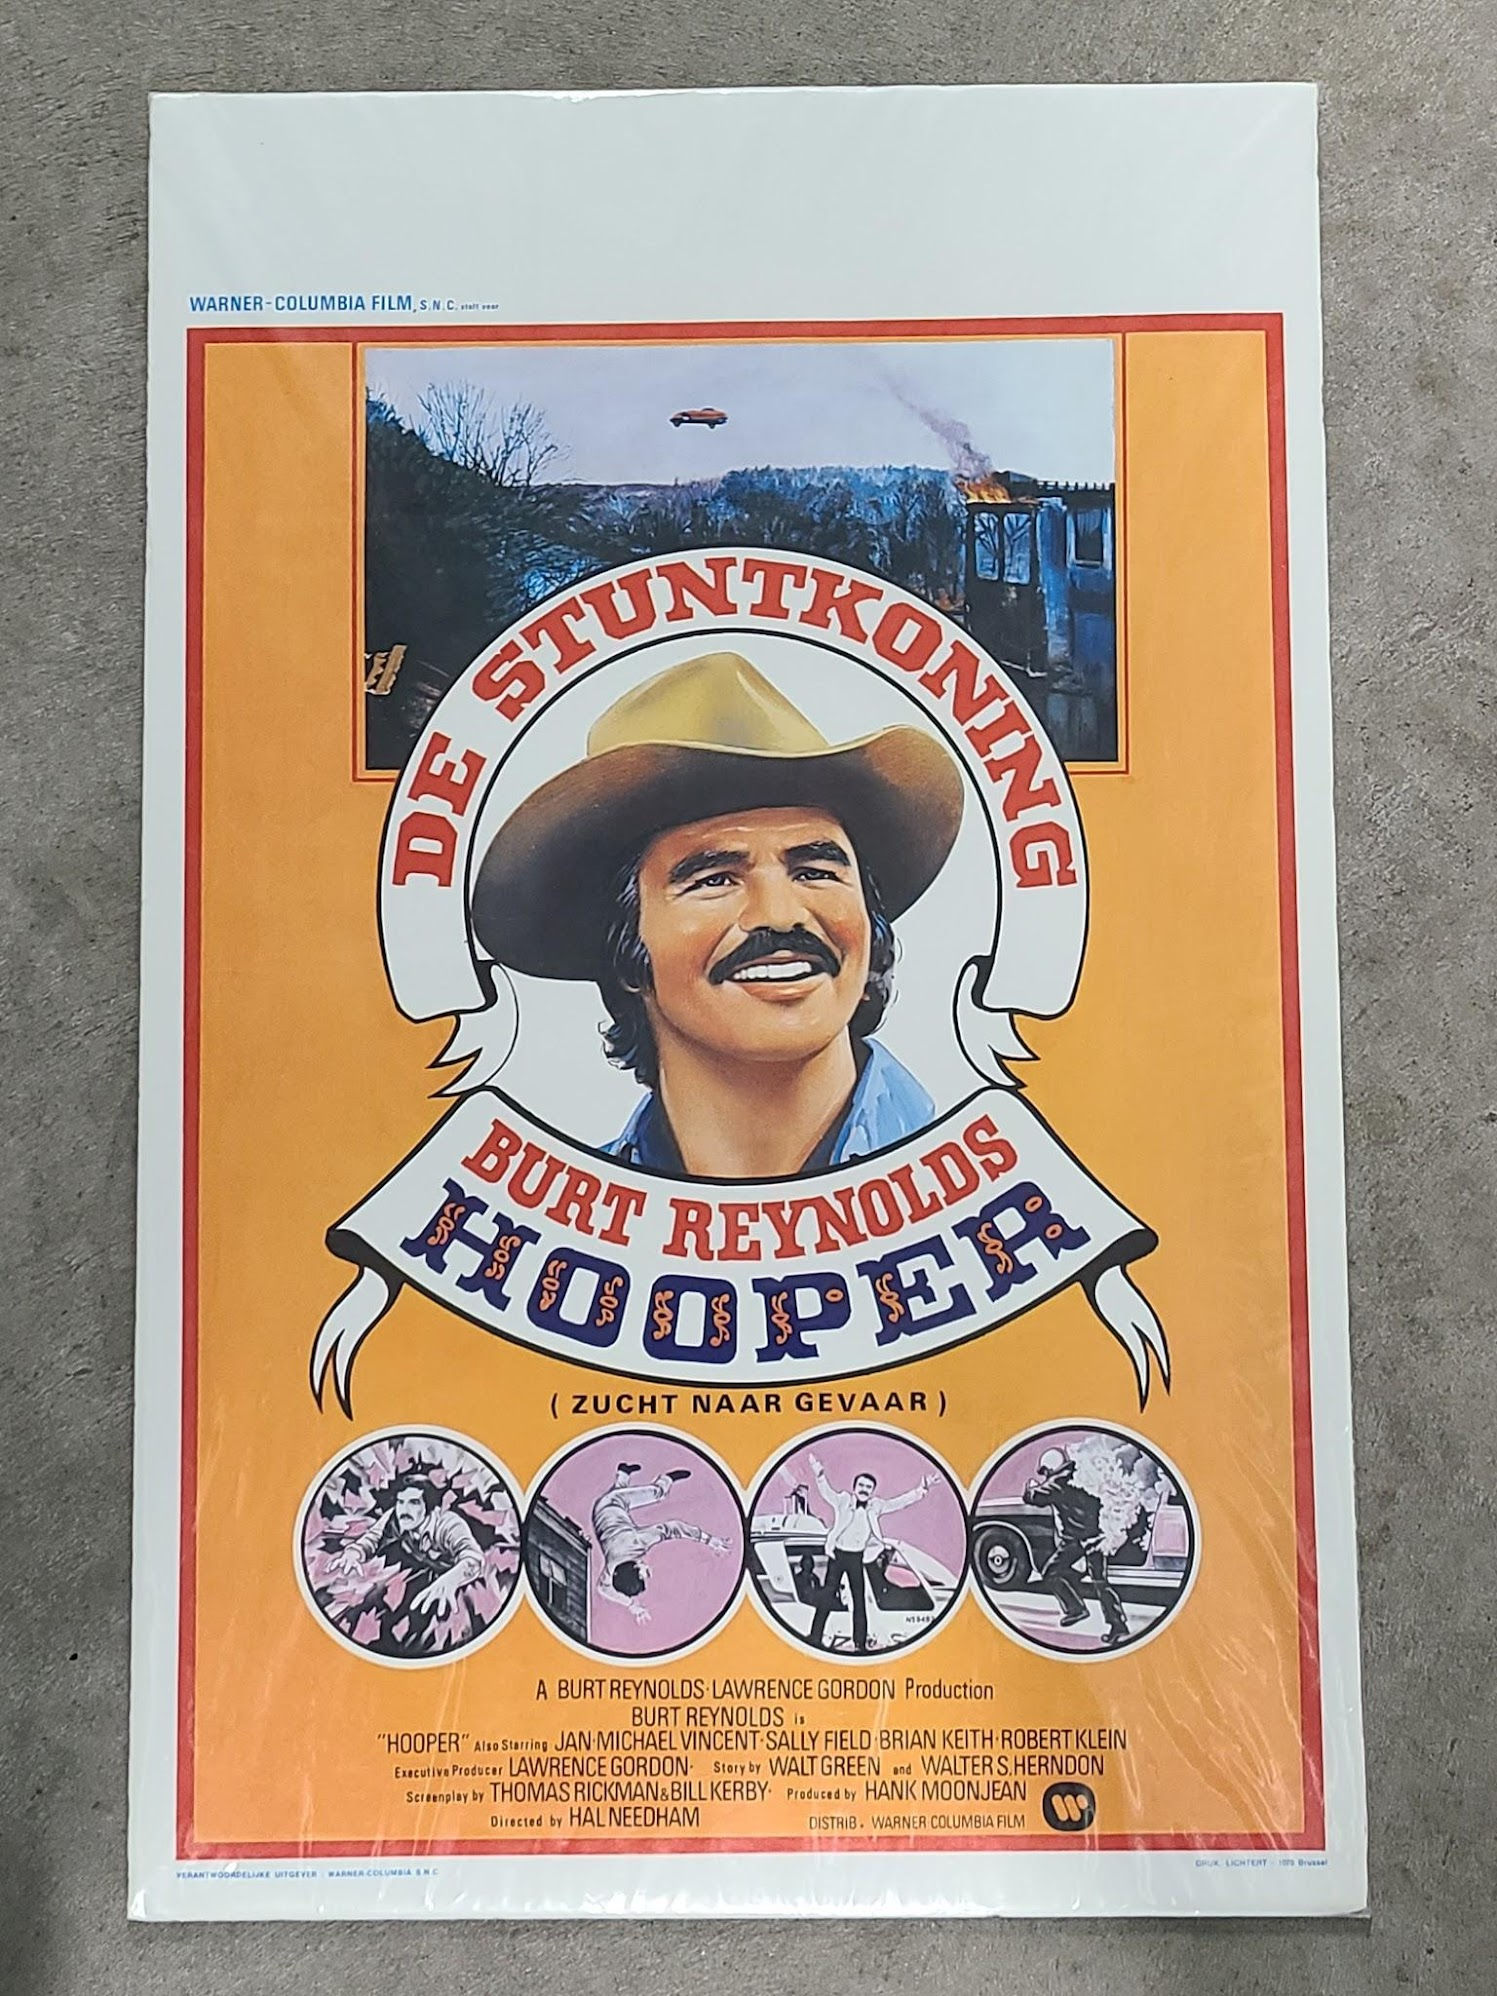 WARNER-COLUMBIA FILM, S.N.C. stelt voor
DE STUNTKONING
BURT REYNOLDS
HOOPER
( ZUCHT NAAR GEVAAR )
A BURT REYNOLDS·LAWRENCE GORDON Production
BURT REYNOLDS is
"HOOPER" Also Starring JAN-MICHAEL VINCENT·SALLY FIELD·BRIAN KEITH·ROBERT KLEIN
Executive Producer LAWRENCE GORDON· Story by WALT GREEN and WALTER S. HERNDON
Screenplay by THOMAS RICKMAN & BILL KERBY· Produced by HANK MOONJEAN
Directed by HAL NEEDHAM
DISTRIB. WARNER COLUMBIA FILM
VERANTWOORDELIJKE UITGEVER : WARNER-COLUMBIA S.N.C.
DRUK. LICHTERT - 1070 Brussel